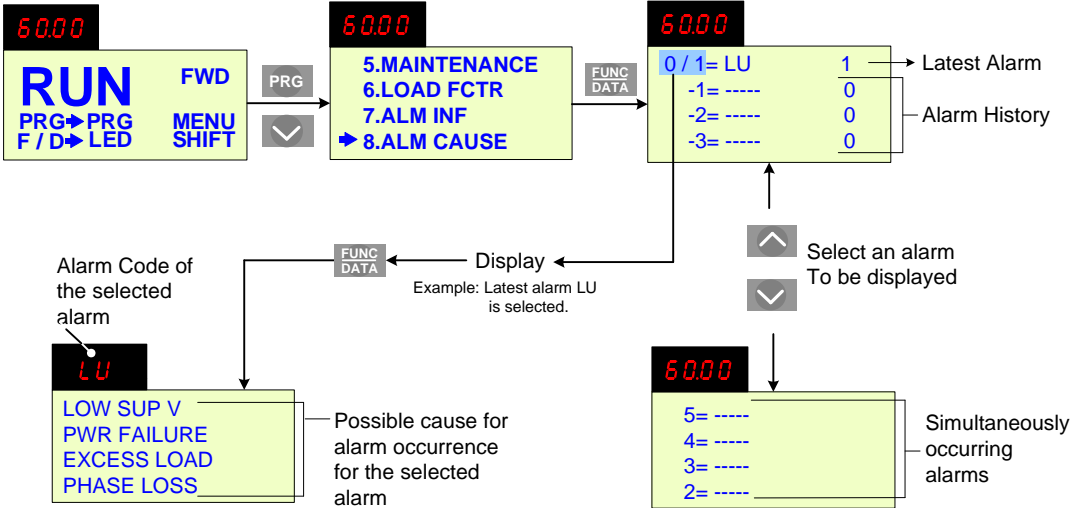 60.00
RUN FWD
PRG➔PRG MENU
F / D➔ LED SHIFT
PRG
60.00
5.MAINTENANCE
6.LOAD FCTR
7.ALM INF
➔ 8.ALM CAUSE
FUNC
DATA
60.00
0 / 1= LU 1
-1= ----- 0
-2= ----- 0
-3= ----- 0
Latest Alarm
Alarm History
Select an alarm
To be displayed
Display
Example: Latest alarm LU
is selected.
FUNC
DATA
Alarm Code of
the selected
alarm
LU
LOW SUP V
PWR FAILURE
EXCESS LOAD
PHASE LOSS
Possible cause for
alarm occurrence
for the selected
alarm
60.00
5= -----
4= -----
3= -----
2= -----
Simultaneously
occurring
alarms